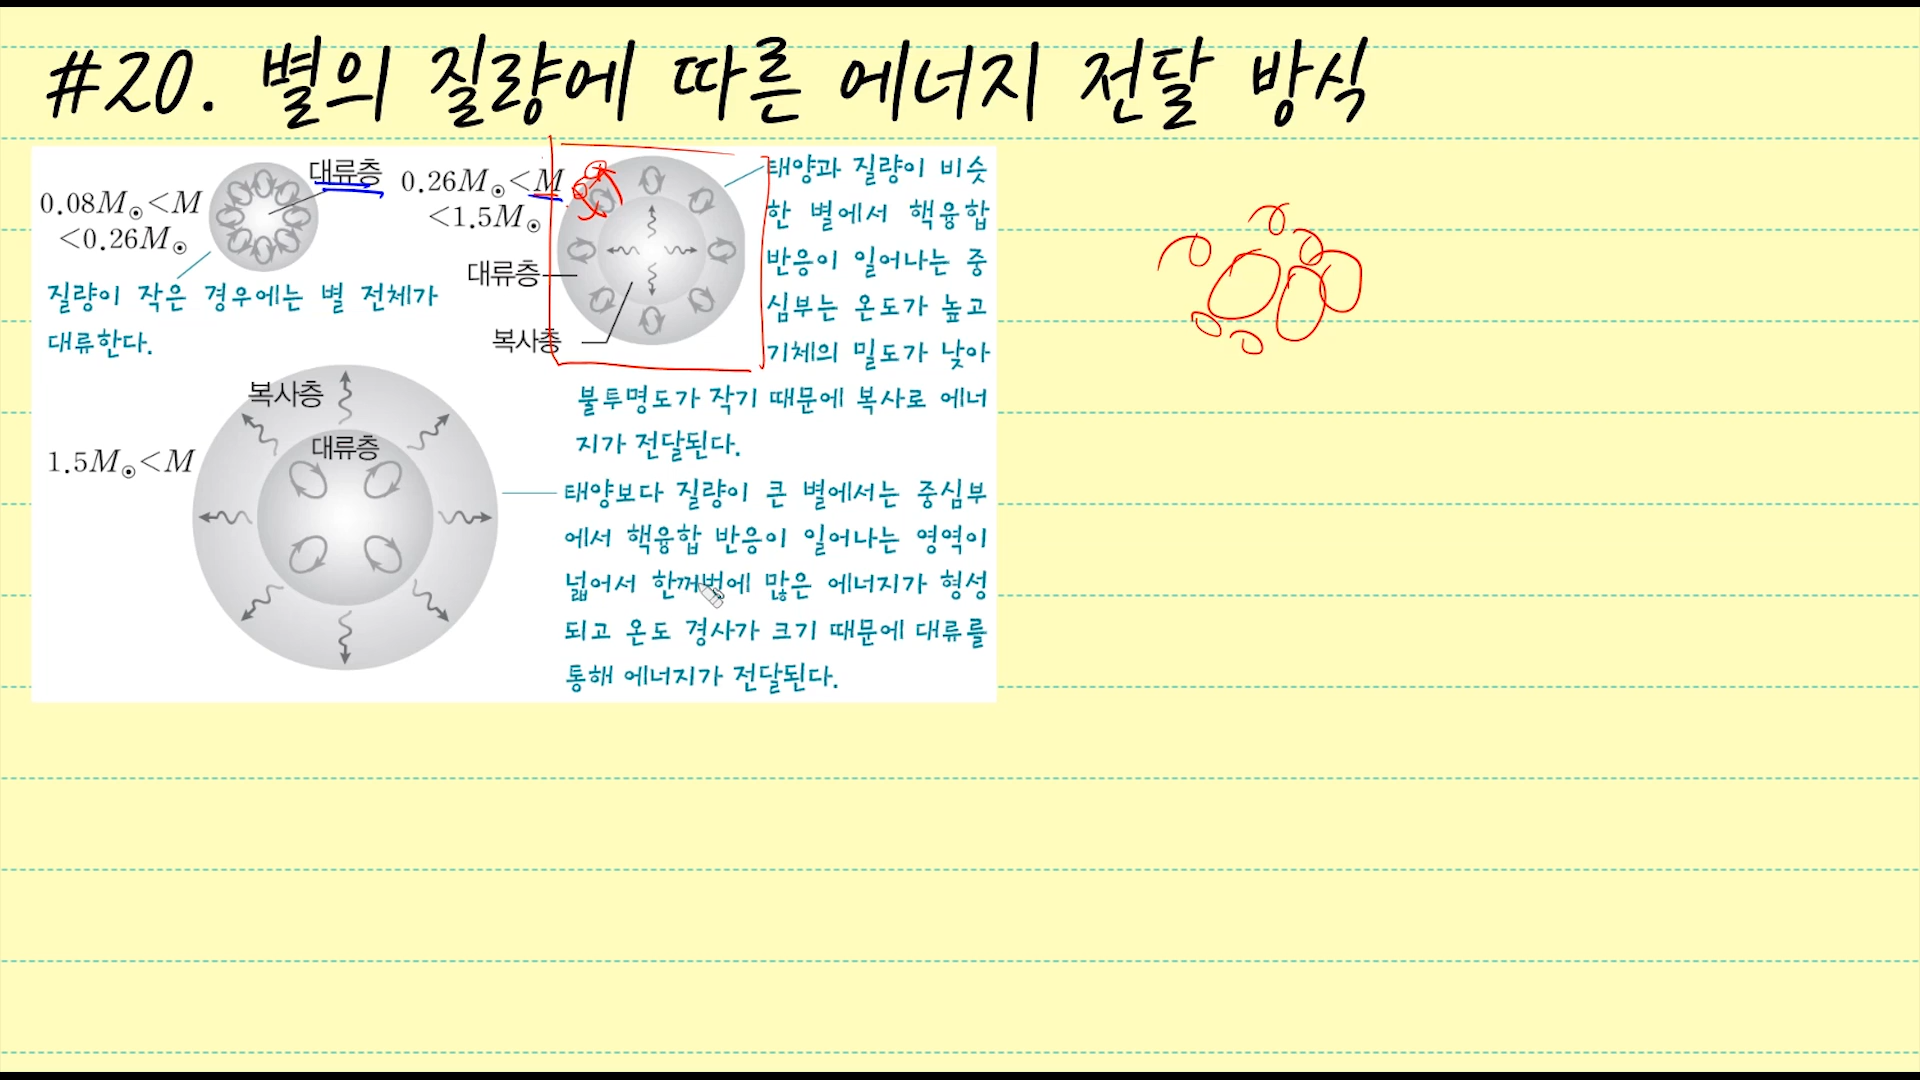 #20. 별의 질량에 따른 에너지 전달 방식
대류층
0.08M☉<M
<0.26M☉
질량이 작은 경우에는 별 전체가
대류한다.
0.26M☉<M
<1.5M☉
대류층
복사층
태양과 질량이 비슷
한 별에서 핵융합
반응이 일어나는 중
심부는 온도가 높고
기체의 밀도가 낮아
불투명도가 작기 때문에 복사로 에너
지가 전달된다.
복사층
대류층
1.5M☉<M
태양보다 질량이 큰 별에서는 중심부
에서 핵융합 반응이 일어나는 영역이
넓어서 한꺼번에 많은 에너지가 형성
되고 온도 경사가 크기 때문에 대류를
통해 에너지가 전달된다.